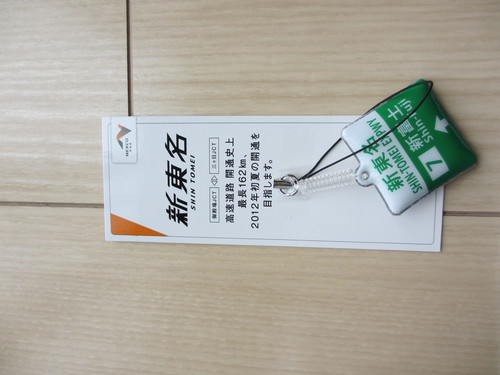 NEXCO
新東名
SHIN TOMEI
御殿場JCT ⇔ 三ヶ日JCT
高速道路 開通史上
最長162km、
2012年初夏の開通を
目指します。
新東名
SHIN-TOMEI EXPWY
7 新富士
Shin-Fuji